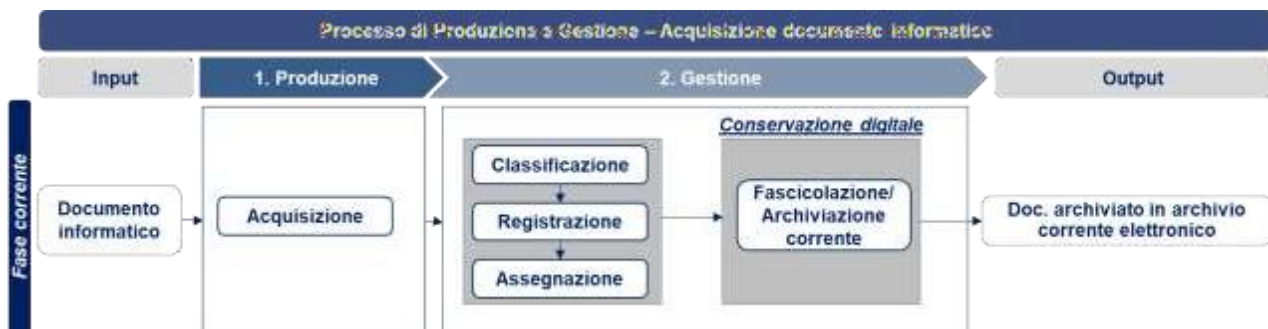 Processo di Produzione e Gestione – Acquisizione documento informatico
Input
1. Produzione
2. Gestione
Output
Fase corrente
Documento
informatico
Acquisizione
Classificazione
Registrazione
Assegnazione
Conservazione digitale
Fascicolazione/
Archiviazione
corrente
Doc. archiviato in archivio
corrente elettronico